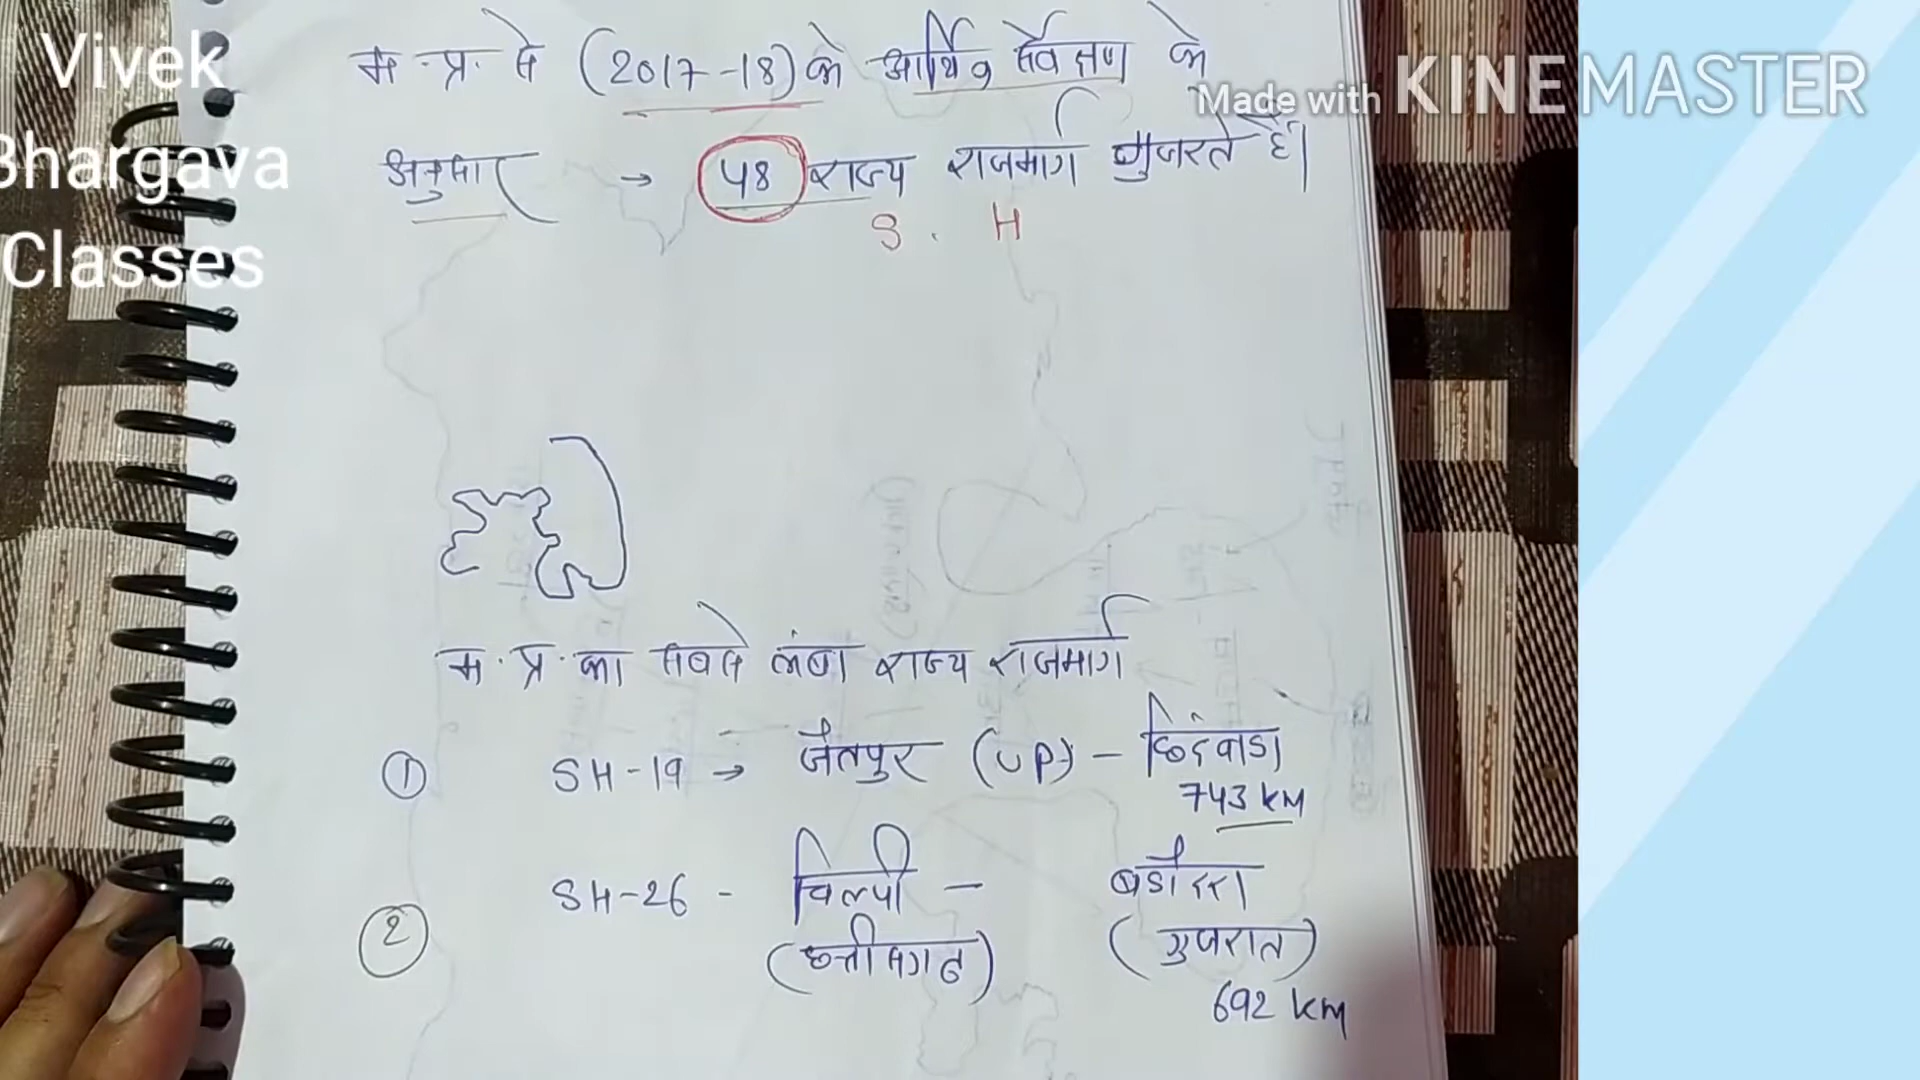 Vivek
Bhargava
Classes
Made with KINEMASTER
म.प्र. से (2017-18) के आर्थिक सर्वेक्षण के
अनुसार → 48 राज्य राजमार्ग गुजरते हैं।
S. H
म.प्र. का सबसे लंबा राज्य राजमार्ग
① SH-19 → जैतपुर (UP) - छिंदवाडा
743 KM
② SH-26 - चिल्पी - बडौदरा
(छत्तीसगढ) (गुजरात)
692 km